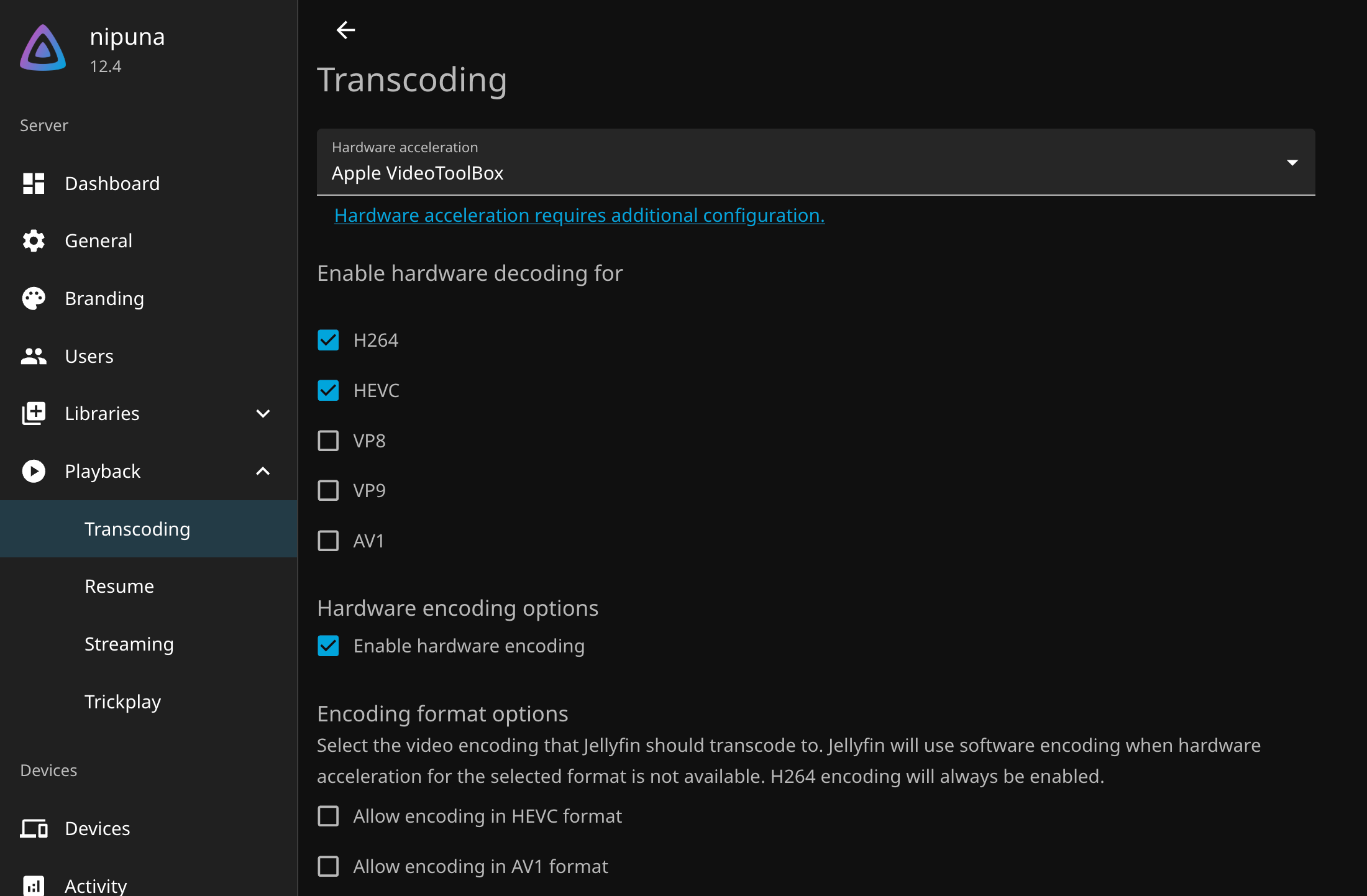 nipuna
12.4
Server
Dashboard
General
Branding
Users
Libraries
Playback
Transcoding
Resume
Streaming
Trickplay
Devices
Devices
Activity
Transcoding
Hardware acceleration
Apple VideoToolBox
Hardware acceleration requires additional configuration.
Enable hardware decoding for
H264
HEVC
VP8
VP9
AV1
Hardware encoding options
Enable hardware encoding
Encoding format options
Select the video encoding that Jellyfin should transcode to. Jellyfin will use software encoding when hardware
acceleration for the selected format is not available. H264 encoding will always be enabled.
Allow encoding in HEVC format
Allow encoding in AV1 format